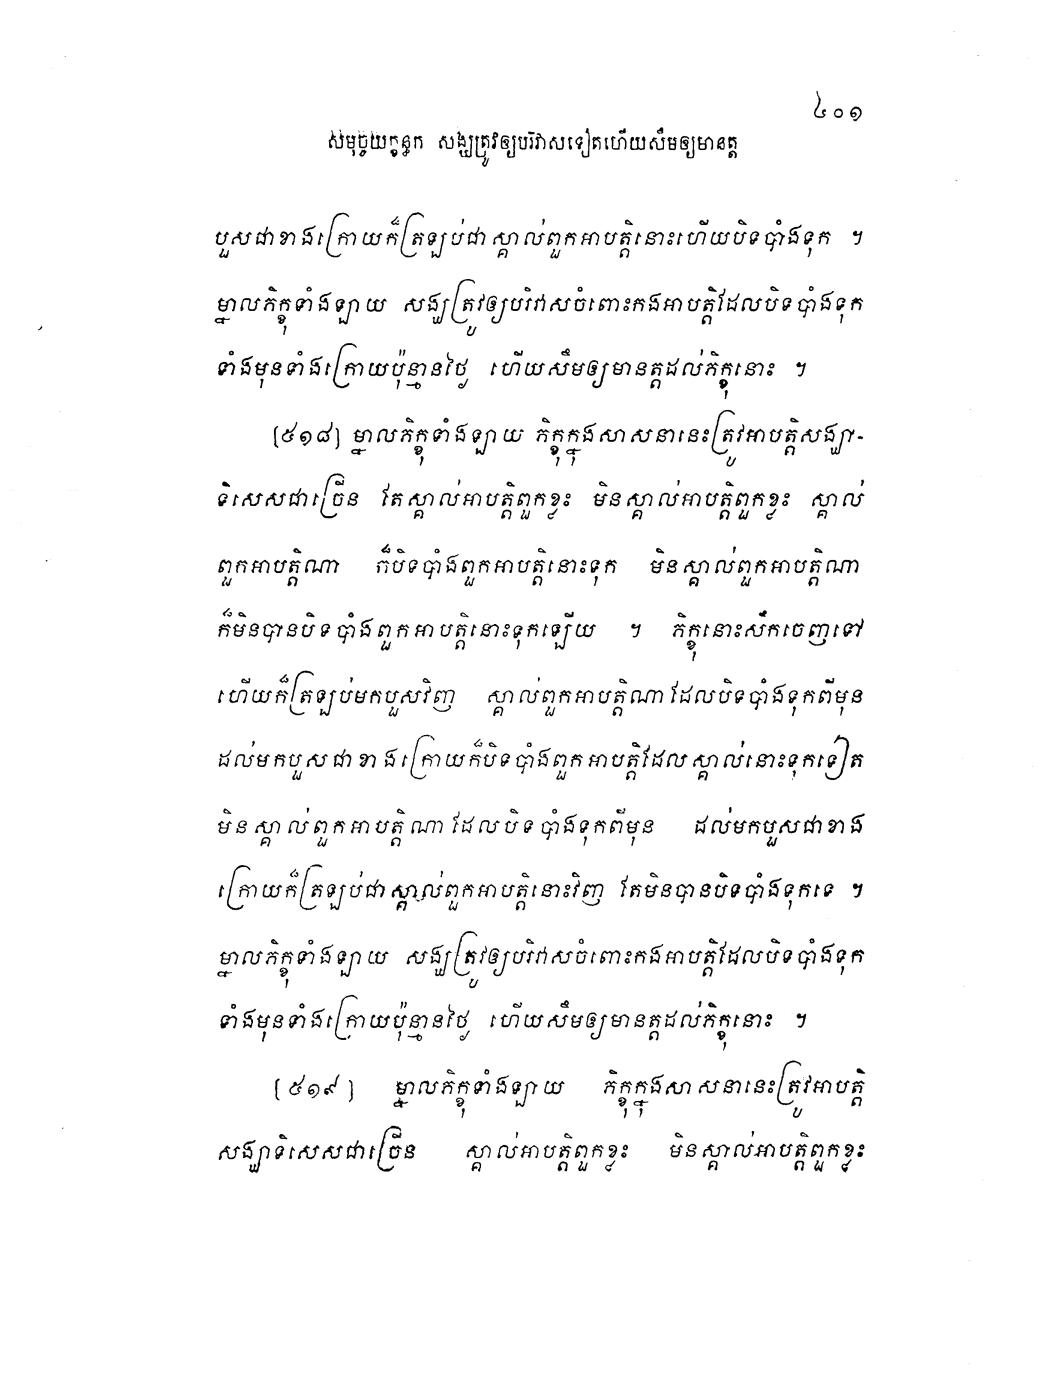 ៤០១
សមុច្ចយក្ខន្ធក សង្ឃត្រូវឲ្យបរិវាសទៀតហើយសឹមឲ្យមានត្ត
បួសជាខាងក្រោយក៏ត្រឡប់ជាស្គាល់ពួកអាបត្តិនោះហើយបិទបាំងទុក ។
ម្នាលភិក្ខុទាំងឡាយ សង្ឃត្រូវឲ្យបរិវាសចំពោះកងអាបត្តិដែលបិទបាំងទុក
ទាំងមុនទាំងក្រោយប៉ុន្មានថ្ងៃ ហើយសឹមឲ្យមានត្តដល់ភិក្ខុនោះ ។
[៥១៨] ម្នាលភិក្ខុទាំងឡាយ ភិក្ខុក្នុងសាសនានេះត្រូវអាបត្តិសង្ឃា-
ទិសេសជាច្រើន តែស្គាល់អាបត្តិពួកខ្លះ មិនស្គាល់អាបត្តិពួកខ្លះ ស្គាល់
ពួកអាបត្តិណា ក៏បិទបាំងពួកអាបត្តិនោះទុក មិនស្គាល់ពួកអាបត្តិណា
ក៏មិនបានបិទបាំងពួកអាបត្តិនោះទុកឡើយ ។ ភិក្ខុនោះសឹកចេញទៅ
ហើយក៏ត្រឡប់មកបួសវិញ ស្គាល់ពួកអាបត្តិណាដែលបិទបាំងទុកពីមុន
ដល់មកបួសជាខាងក្រោយក៏បិទបាំងពួកអាបត្តិដែលស្គាល់នោះទុកទៀត
មិនស្គាល់ពួកអាបត្តិណាដែលបិទបាំងទុកពីមុន ដល់មកបួសជាខាង
ក្រោយក៏ត្រឡប់ជាស្គាល់ពួកអាបត្តិនោះវិញ តែមិនបានបិទបាំងទុកទេ ។
ម្នាលភិក្ខុទាំងឡាយ សង្ឃត្រូវឲ្យបរិវាសចំពោះកងអាបត្តិដែលបិទបាំងទុក
ទាំងមុនទាំងក្រោយប៉ុន្មានថ្ងៃ ហើយសឹមឲ្យមានត្តដល់ភិក្ខុនោះ ។
[៥១៩] ម្នាលភិក្ខុទាំងឡាយ ភិក្ខុក្នុងសាសនានេះត្រូវអាបត្តិ
សង្ឃាទិសេសជាច្រើន ស្គាល់អាបត្តិពួកខ្លះ មិនស្គាល់អាបត្តិពួកខ្លះ